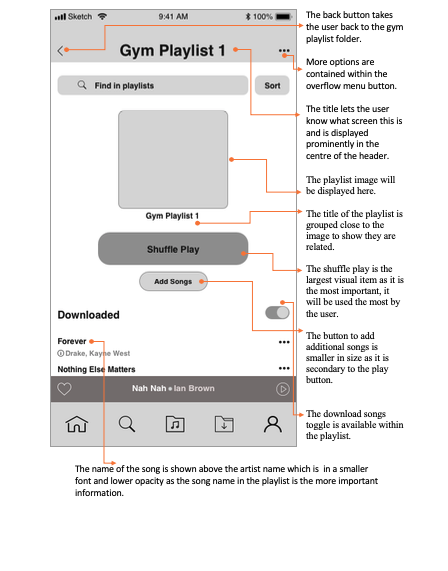 Sketch 9:41 AM 100%
Gym Playlist 1
Find in playlists Sort
Gym Playlist 1
Shuffle Play
Add Songs
Downloaded
Forever
Drake, Kayne West
Nothing Else Matters
Nah Nah • Ian Brown
The back button takes
the user back to the gym
playlist folder.
More options are
contained within the
overflow menu button.
The title lets the user
know what screen this is
and is displayed
prominently in the
centre of the header.
The playlist image will
be displayed here.
The title of the playlist is
grouped close to the
image to show they are
related.
The shuffle play is the
largest visual item as it is
the most important, it
will be used the most by
the user.
The button to add
additional songs is
smaller in size as it is
secondary to the play
button.
The download songs
toggle is available within
the playlist.
The name of the song is shown above the artist name which is in a smaller
font and lower opacity as the song name in the playlist is the more important
information.